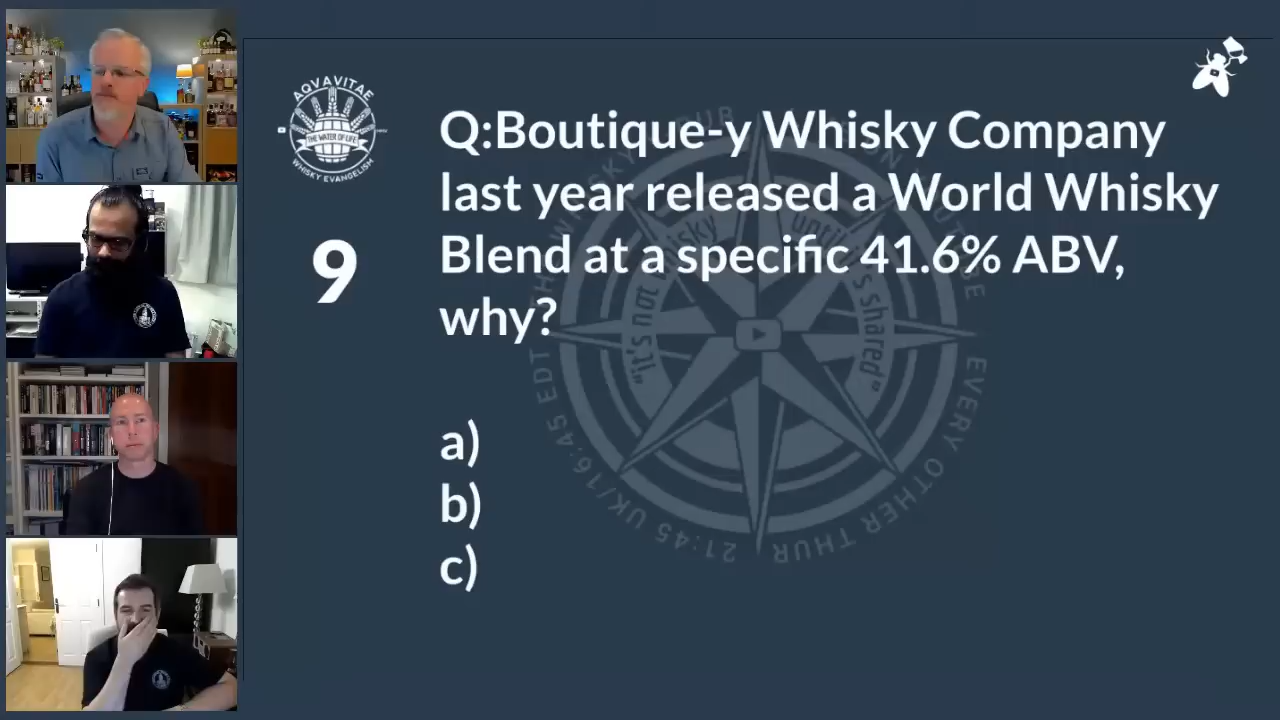 AQVAVITAE
THE WATER OF LIFE
WHISKY EVANGELISM
9
Q:Boutique-y Whisky Company
last year released a World Whisky
Blend at a specific 41.6% ABV,
why?
a)
b)
c)
"it's not
whisky
until it's shared"
EVERY OTHER THUR
21:45 UK/16:45 EDT